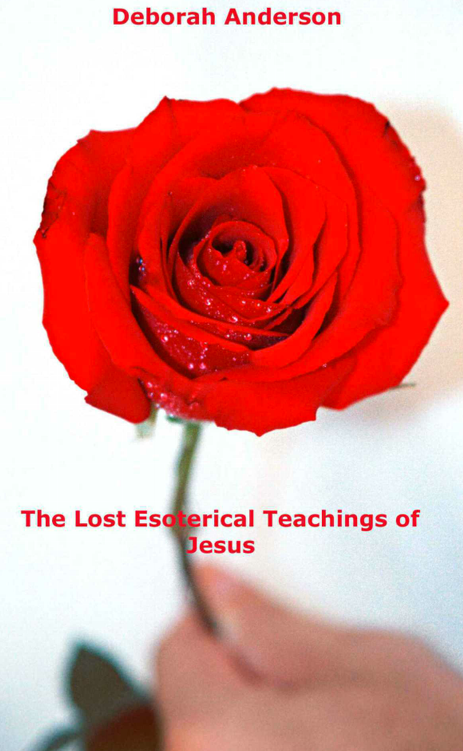 Deborah Anderson
The Lost Esoterical Teachings of
Jesus